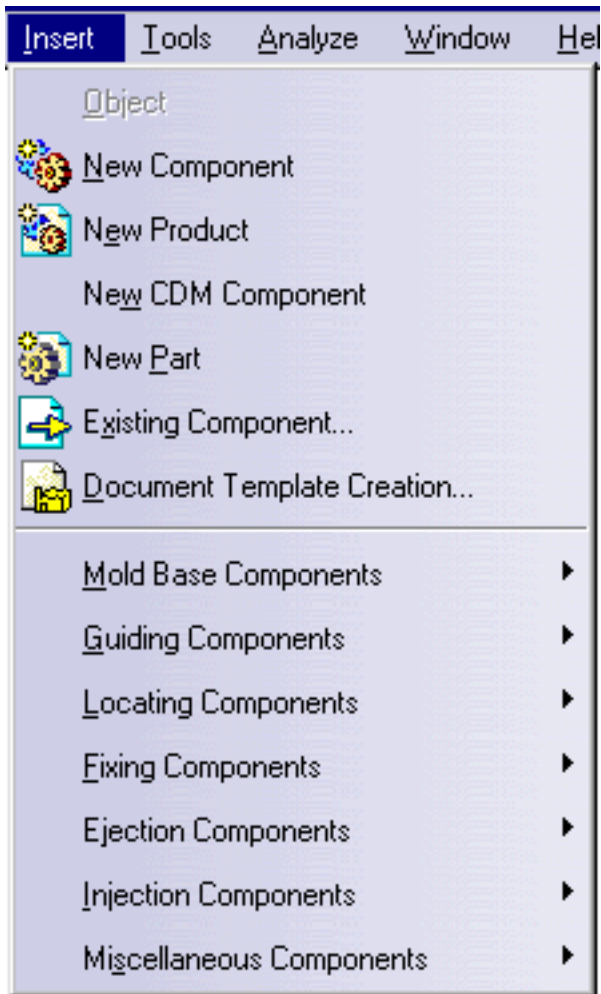 Insert Tools Analyze Window Hel
Object
New Component
New Product
New CDM Component
New Part
Existing Component...
Document Template Creation...
Mold Base Components
Guiding Components
Locating Components
Fixing Components
Ejection Components
Injection Components
Miscellaneous Components